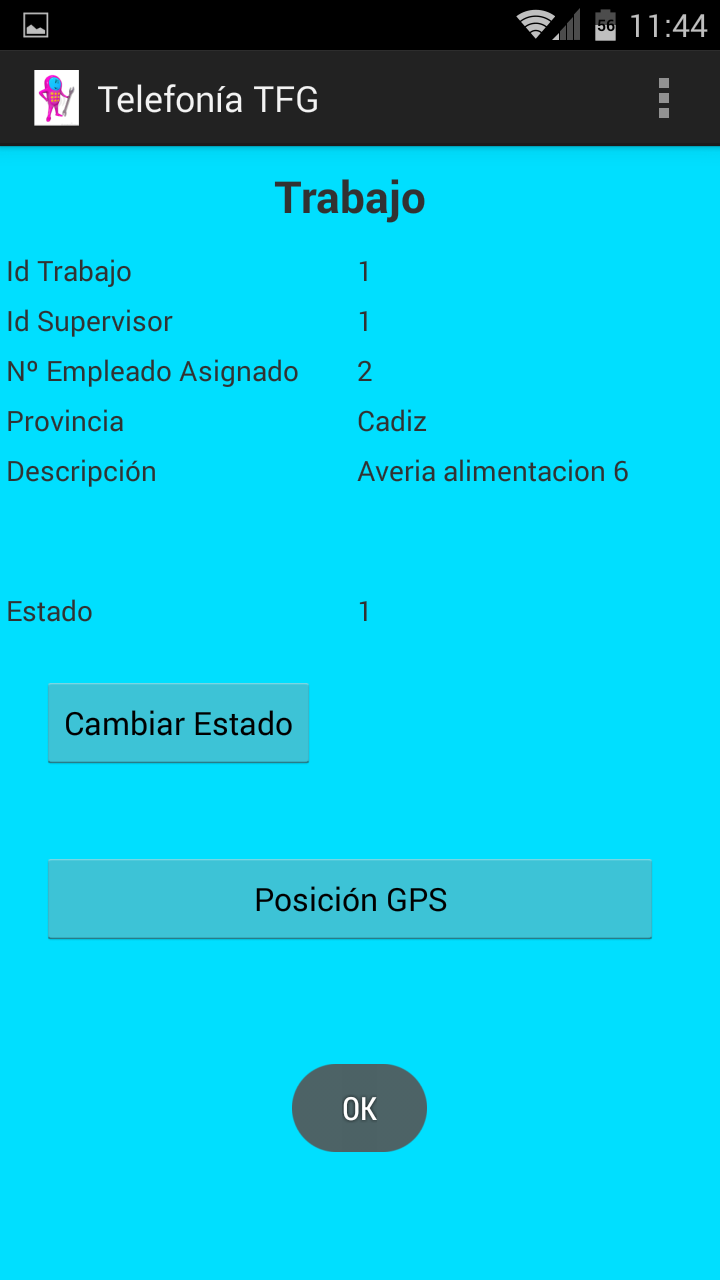 56 11:44
Telefonía TFG
Trabajo
Id Trabajo 1
Id Supervisor 1
Nº Empleado Asignado 2
Provincia Cadiz
Descripción Averia alimentacion 6
Estado 1
Cambiar Estado
Posición GPS
OK